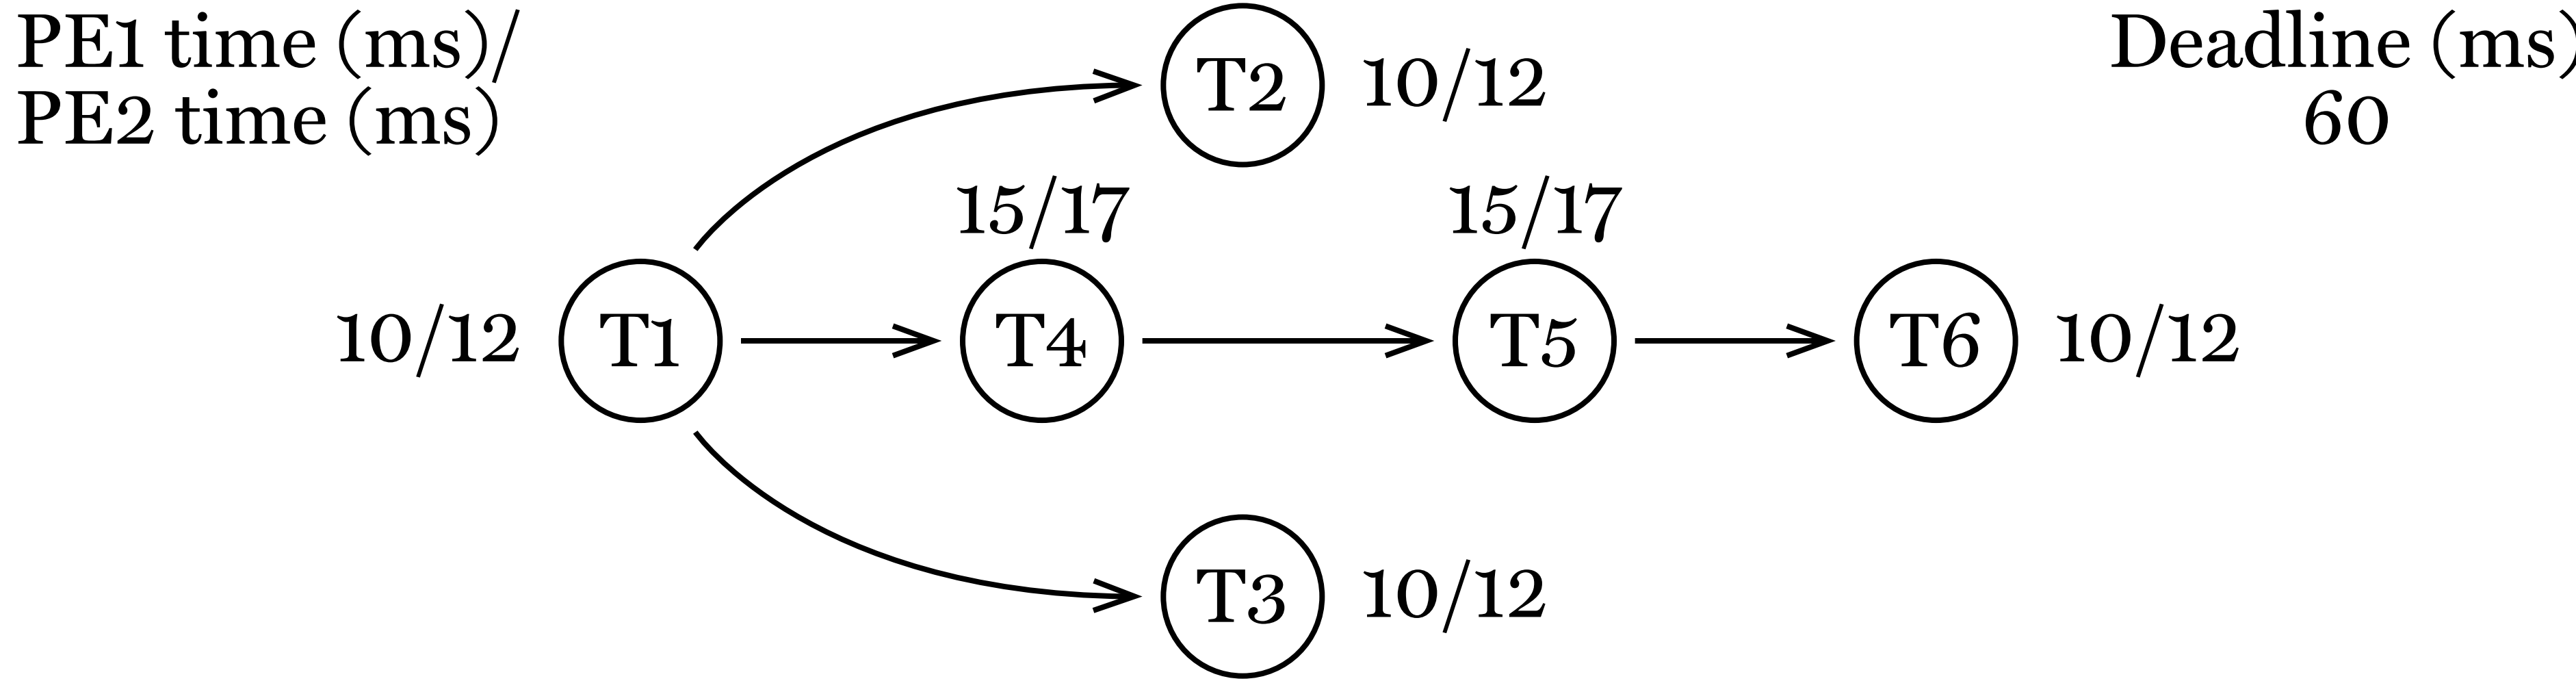 PE1 time (ms)/
PE2 time (ms)
Deadline (ms)
60
T2 10/12
15/17 15/17
10/12 T1 T4 T5 T6 10/12
T3 10/12